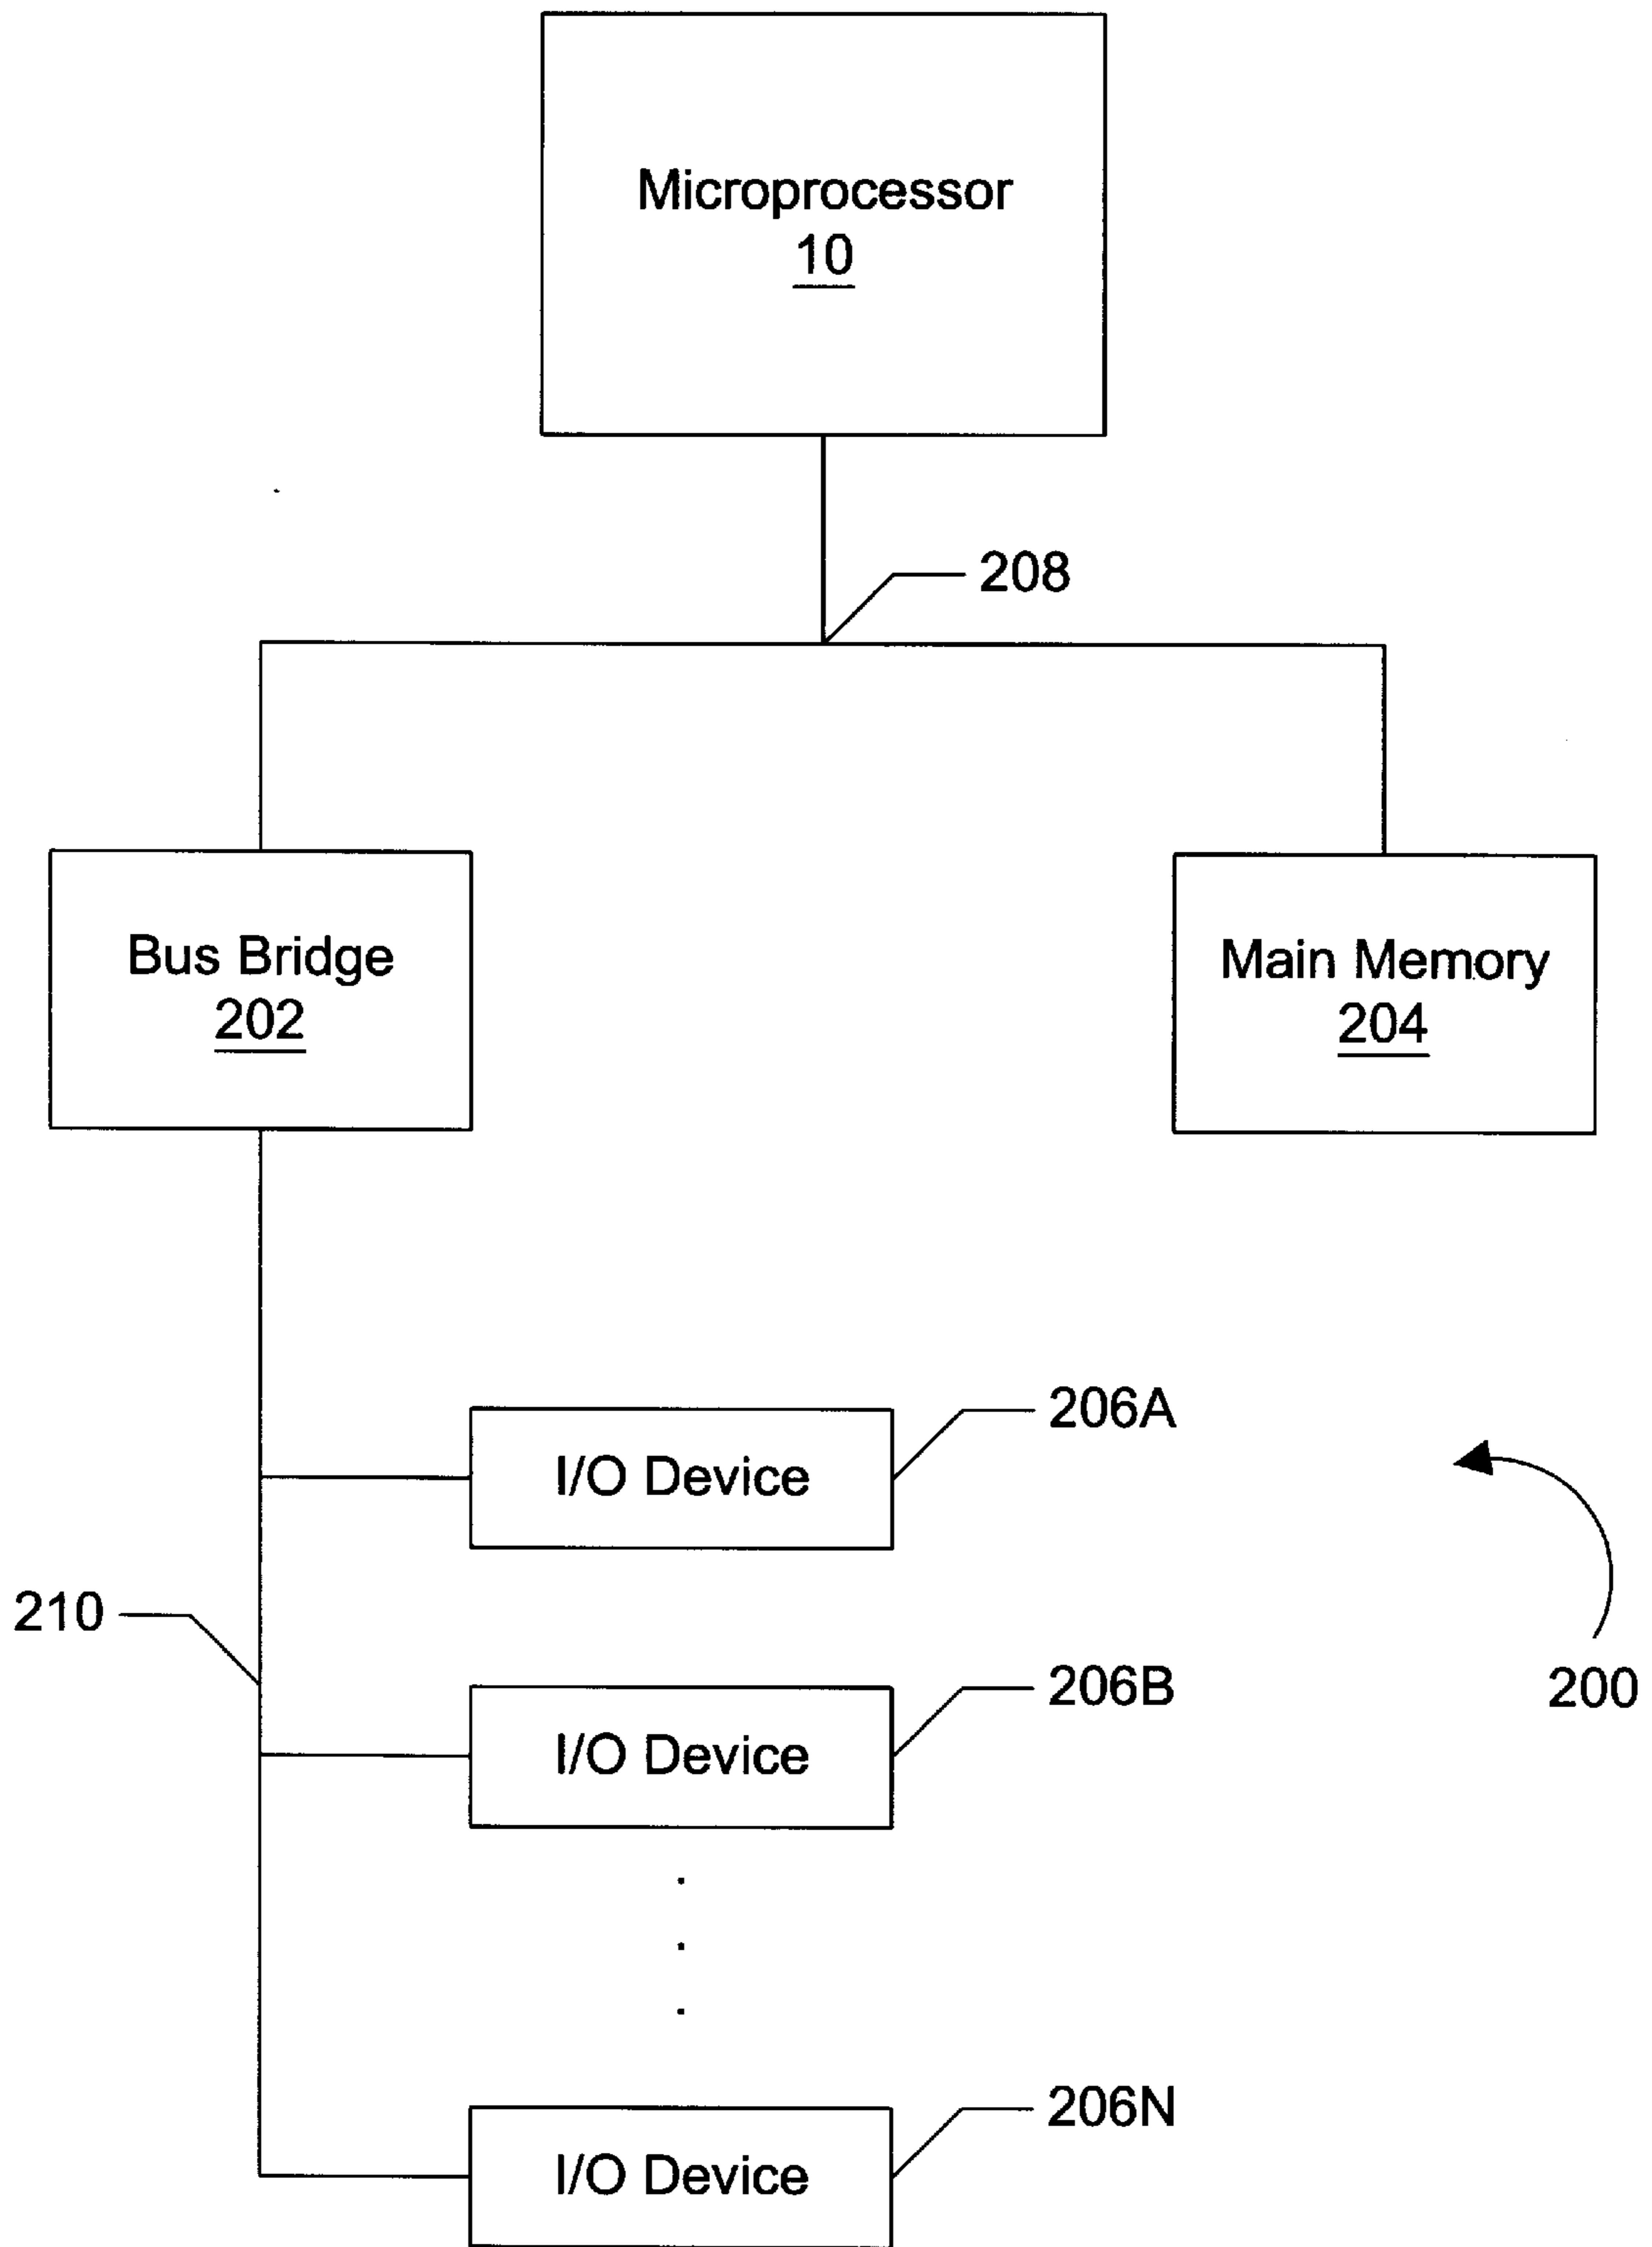 Microprocessor
10
208
Bus Bridge
202
Main Memory
204
206A
I/O Device
210
206B
I/O Device
200
206N
I/O Device